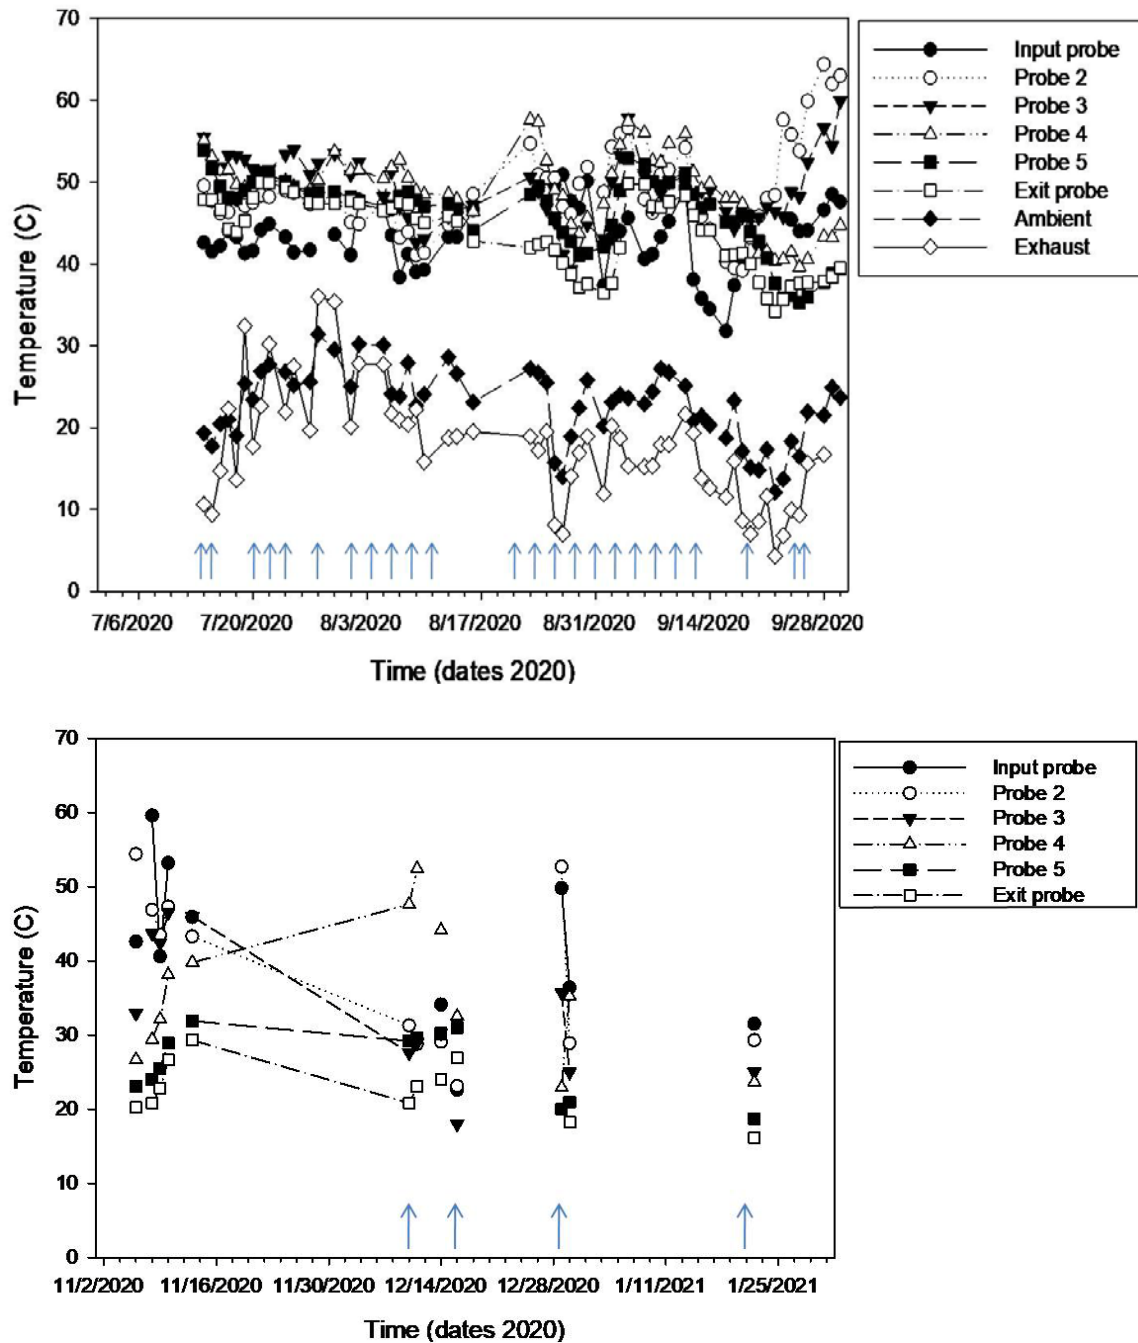 70
60
50
40
30
20
10
0
Temperature (C)
7/6/2020 7/20/2020 8/3/2020 8/17/2020 8/31/2020 9/14/2020 9/28/2020
Time (dates 2020)
Input probe
Probe 2
Probe 3
Probe 4
Probe 5
Exit probe
Ambient
Exhaust
70
60
50
40
30
20
10
0
Temperature (C)
11/2/2020 11/16/2020 11/30/2020 12/14/2020 12/28/2020 1/11/2021 1/25/2021
Time (dates 2020)
Input probe
Probe 2
Probe 3
Probe 4
Probe 5
Exit probe